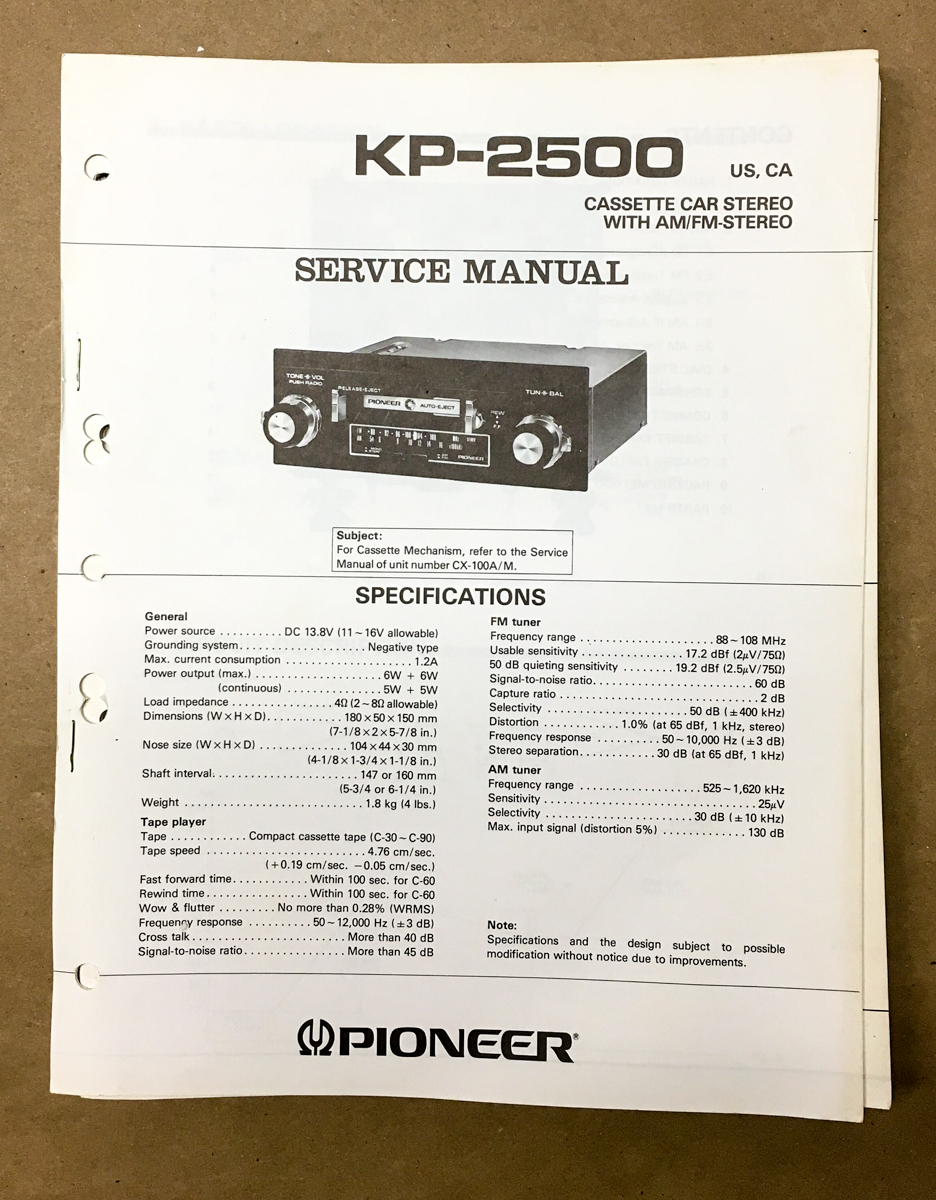 KP-2500 US, CA
CASSETTE CAR STEREO
WITH AM/FM-STEREO
SERVICE MANUAL
TONE VOL
PUSH RADIO
RELEASE-EJECT
PIONEER AUTO-EJECT
REW
F.F.
TUN BAL
PIONEER
Subject:
For Cassette Mechanism, refer to the Service
Manual of unit number CX-100A/M.
SPECIFICATIONS
General
Power source .......... DC 13.8V (11~16V allowable)
Grounding system.................... Negative type
Max. current consumption .................... 1.2A
Power output (max.) .................... 6W + 6W
(continuous) ............... 5W + 5W
Load impedance ................. 4Ω (2~8Ω allowable)
Dimensions (W×H×D)............ 180×50×150 mm
(7-1/8×2×5-7/8 in.)
Nose size (W×H×D) .............. 104×44×30 mm
(4-1/8×1-3/4×1-1/8 in.)
Shaft interval....................... 147 or 160 mm
(5-3/4 or 6-1/4 in.)
Weight ............................. 1.8 kg (4 lbs.)
Tape player
Tape ............ Compact cassette tape (C-30~C-90)
Tape speed ......................... 4.76 cm/sec.
(+0.19 cm/sec. −0.05 cm/sec.)
Fast forward time............ Within 100 sec. for C-60
Rewind time................ Within 100 sec. for C-60
Wow & flutter ......... No more than 0.28% (WRMS)
Frequency response .......... 50~12,000 Hz (±3 dB)
Cross talk........................ More than 40 dB
Signal-to-noise ratio................ More than 45 dB
FM tuner
Frequency range ..................... 88~108 MHz
Usable sensitivity ................ 17.2 dBf (2μV/75Ω)
50 dB quieting sensitivity ........ 19.2 dBf (2.5μV/75Ω)
Signal-to-noise ratio......................... 60 dB
Capture ratio ............................... 2 dB
Selectivity ....................... 50 dB (±400 kHz)
Distortion ............. 1.0% (at 65 dBf, 1 kHz, stereo)
Frequency response .......... 50~10,000 Hz (±3 dB)
Stereo separation............ 30 dB (at 65 dBf, 1 kHz)
AM tuner
Frequency range ................... 525~1,620 kHz
Sensitivity ................................. 25μV
Selectivity ........................ 30 dB (±10 kHz)
Max. input signal (distortion 5%) ............. 130 dB
Note:
Specifications and the design subject to possible
modification without notice due to improvements.
PIONEER®